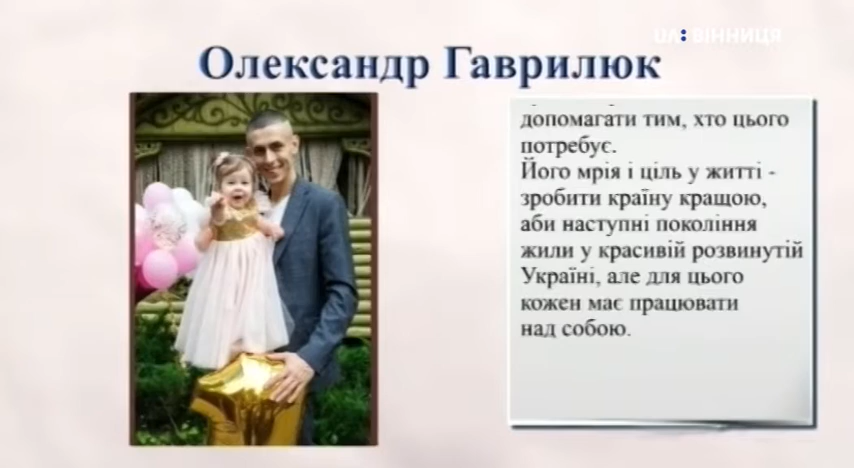 UA: ВІННИЦЯ
Олександр Гаврилюк
допомагати тим, хто цього
потребує.
Його мрія і ціль у житті -
зробити країну кращою,
аби наступні покоління
жили у красивій розвинутій
Україні, але для цього
кожен має працювати
над собою.